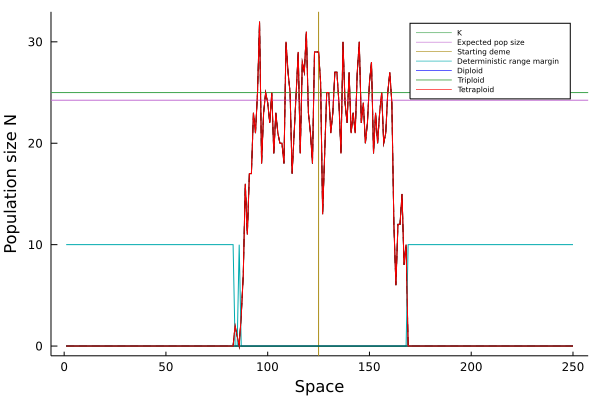 K
Expected pop size
Starting deme
Deterministic range margin
Diploid
Triploid
Tetraploid
30
20
10
0
Population size N
0 50 100 150 200 250
Space